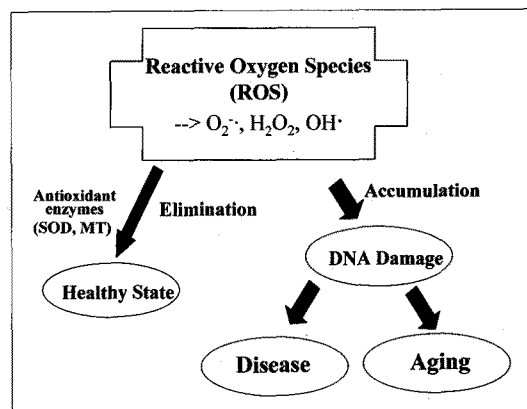 Reactive Oxygen Species
(ROS)
--> O₂⁻·, H₂O₂, OH·
Antioxidant
enzymes
(SOD, MT)
Elimination
Accumulation
Healthy State
DNA Damage
Disease
Aging